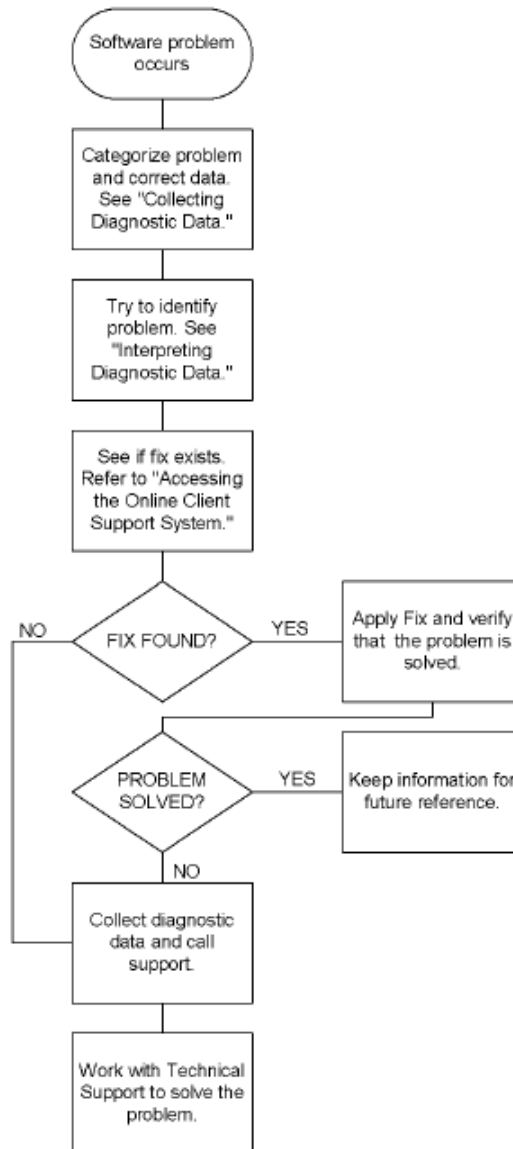 Software problem
occurs
Categorize problem
and correct data.
See "Collecting
Diagnostic Data."
Try to identify
problem. See
"Interpreting
Diagnostic Data."
See if fix exists.
Refer to "Accessing
the Online Client
Support System."
NO
FIX FOUND?
YES
Apply Fix and verify
that the problem is
solved.
PROBLEM
SOLVED?
YES
Keep information for
future reference.
NO
Collect diagnostic
data and call
support.
Work with Technical
Support to solve the
problem.